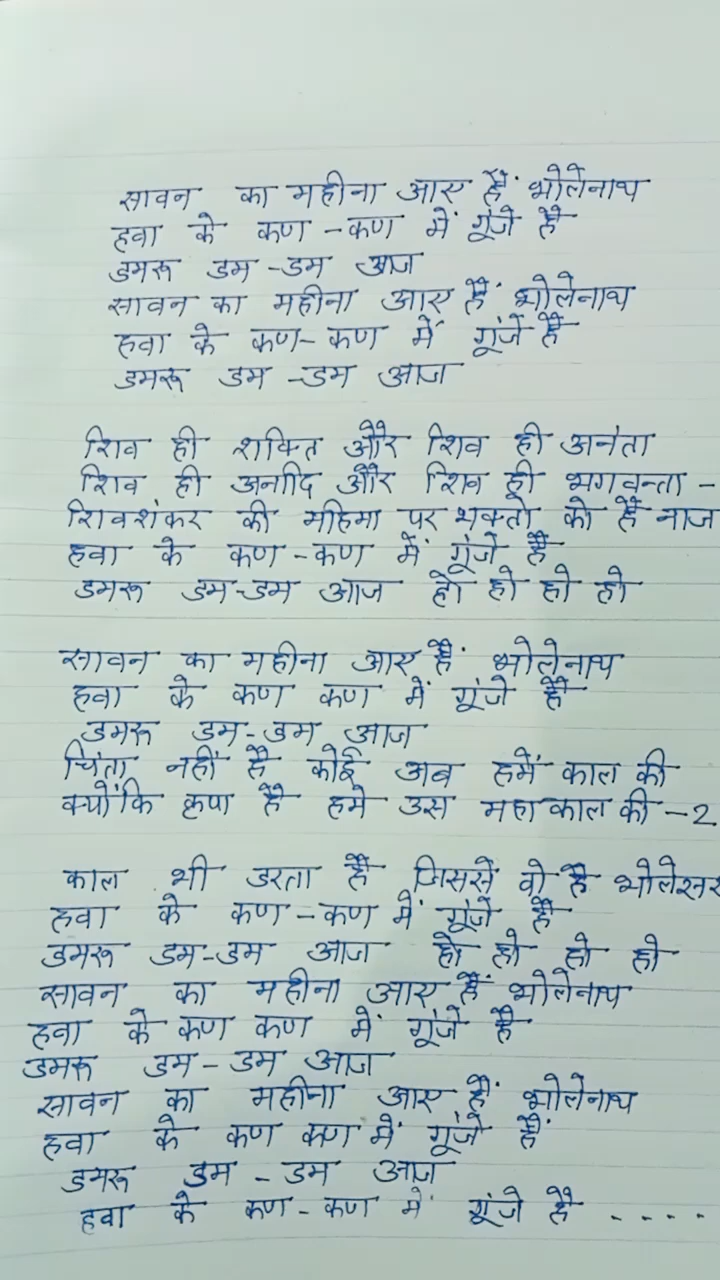 सावन का महीना आए हैं भोलेनाथ
हवा के कण-कण में गूंजे है
डमरू डम-डम आज
सावन का महीना आए हैं भोलेनाथ
हवा के कण-कण में गूंजे है
डमरू डम-डम आज
शिव ही शक्ति और शिव ही अनंता
शिव ही अनादि और शिव ही भगवन्ता -
शिवशंकर की महिमा पर भक्तो को है नाज
हवा के कण-कण में गूंजे है
डमरू डम-डम आज हो हो हो हो
सावन का महीना आए हैं भोलेनाथ
हवा के कण कण में गूंजे है
डमरू डम-डम आज
चिंता नहीं है कोई अब हमें काल की
क्योंकि कृपा है हमे उस महाकाल की -2
काल भी डरता है जिससें वो है
हवा के कण-कण में गूंजे है
डमरू डम-डम आज हो हो हो हो
सावन का महीना आए हैं भोलेनाथ
हवा के कण कण में गूंजे है
डमरू डम-डम आज
सावन का महीना आए हैं भोलेनाथ
हवा के कण कण में गूंजे हैं
डमरू डम-डम आज
हवा के कण-कण में गूंजे है .....